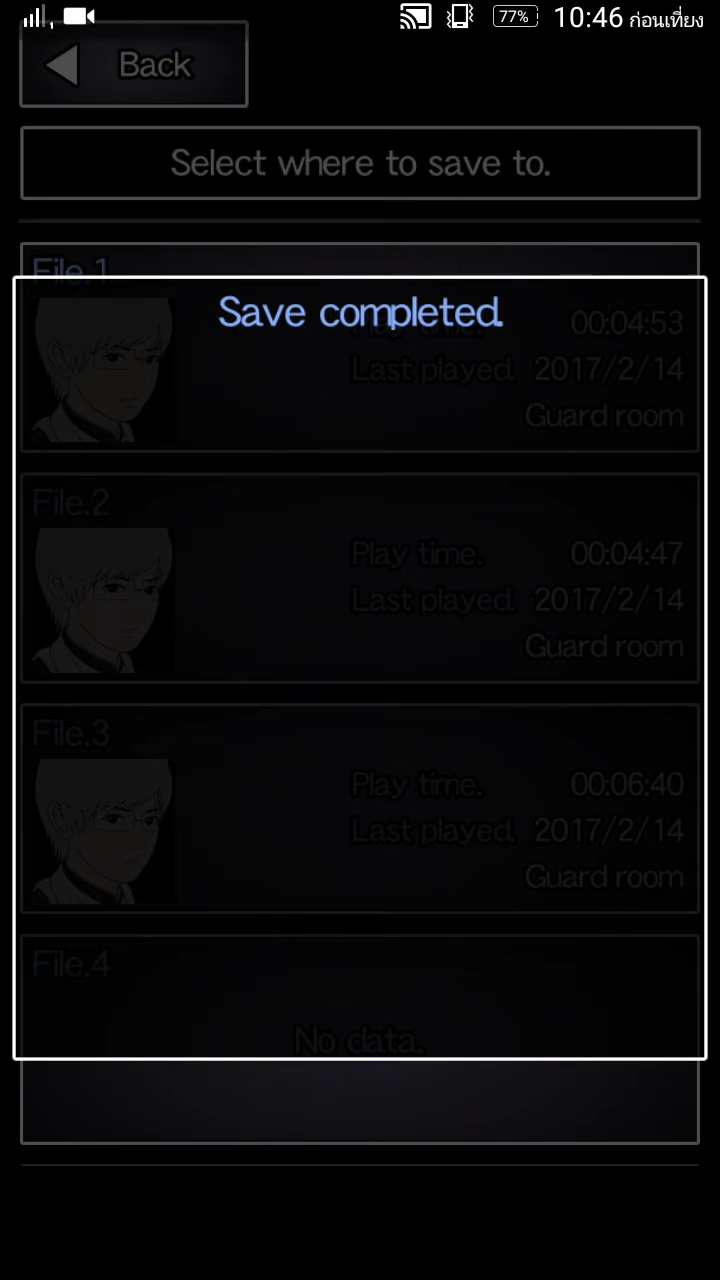 77% 10:46 ก่อนเที่ยง
Back
Select where to save to.
File.1
Save completed.
Play time. 00:04:53
Last played. 2017/2/14
Guard room
File.2
Play time. 00:04:47
Last played. 2017/2/14
Guard room
File.3
Play time. 00:06:40
Last played. 2017/2/14
Guard room
File.4
No data.